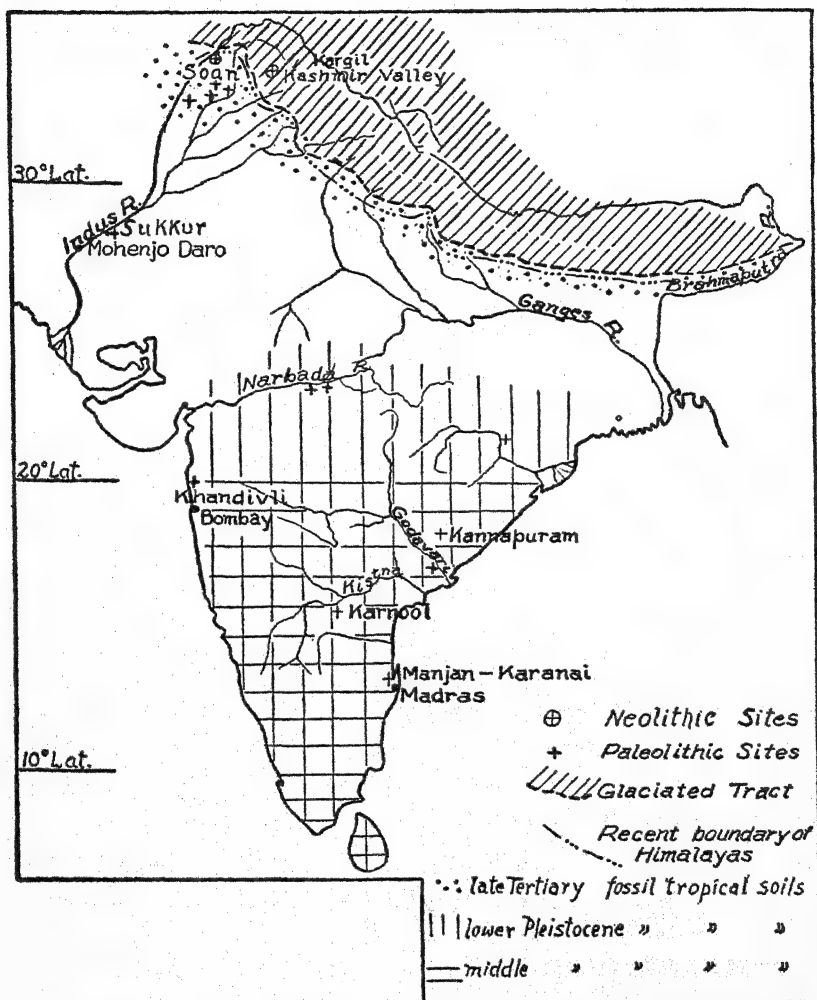 Kargil
Soan
Kashmir Valley
30° Lat.
Indus R.
Sukkur
Mohenjo Daro
Brahmaputra R.
Ganges R.
Narbada R.
20° Lat.
Khandivli
Bombay
Godavari
Kannapuram
Kistna
Karnool
Manjan-Karanai
Madras
10° Lat.
Neolithic Sites
Paleolithic Sites
Glaciated Tract
Recent boundary of
Himalayas
late Tertiary fossil tropical soils
lower Pleistocene " " "
middle " " " "